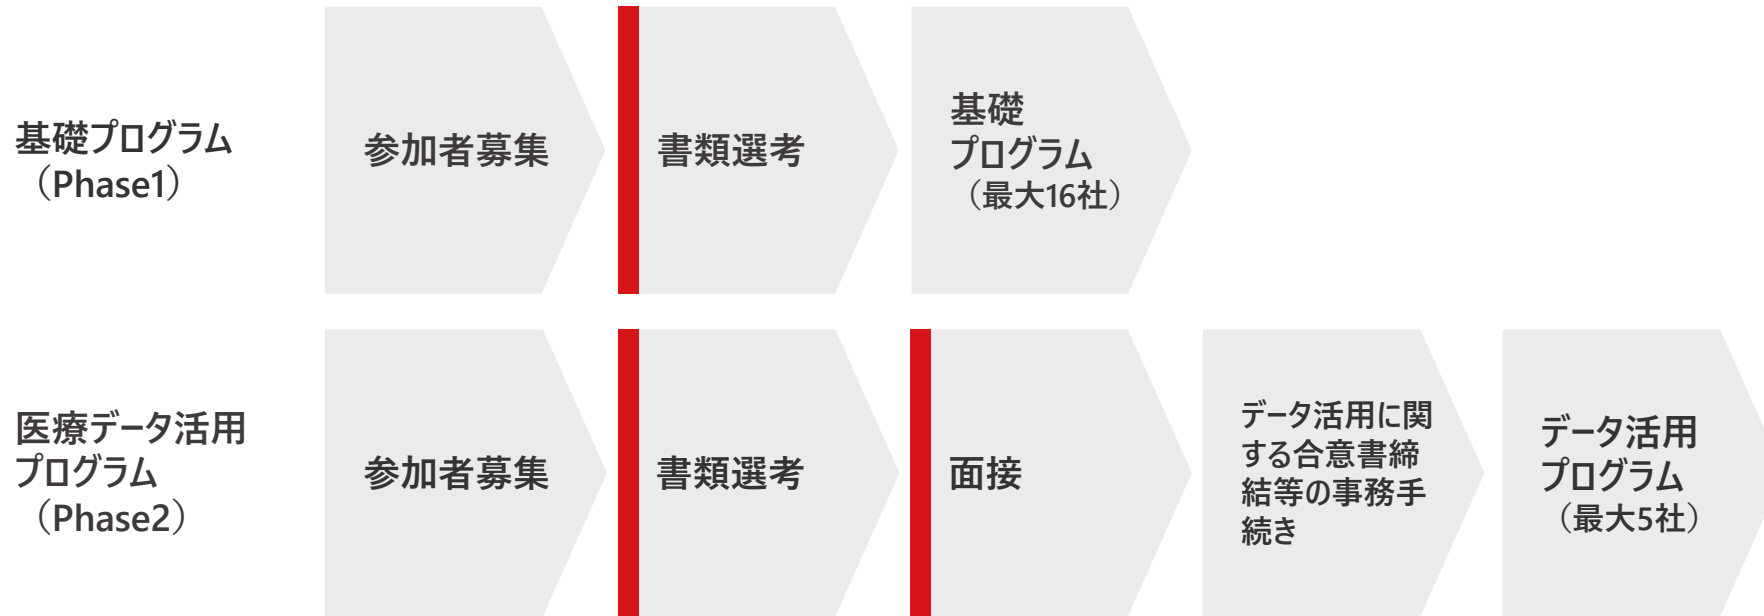 基礎プログラム
（Phase1）
参加者募集
書類選考
基礎
プログラム
（最大16社）
医療データ活用
プログラム
（Phase2）
参加者募集
書類選考
面接
データ活用に関
する合意書締
結等の事務手
続き
データ活用
プログラム
（最大5社）